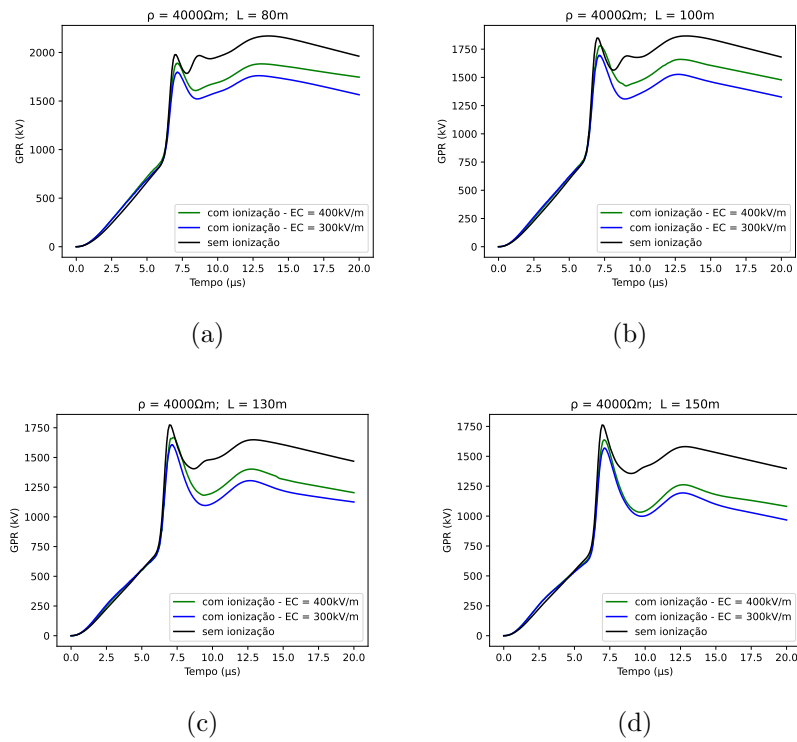 ρ = 4000Ωm;  L = 80m
GPR (kV)
2000
1500
1000
500
0
com ionização - EC = 400kV/m
com ionização - EC = 300kV/m
sem ionização
0.0 2.5 5.0 7.5 10.0 12.5 15.0 17.5 20.0
Tempo (μs)
(a)
ρ = 4000Ωm;  L = 100m
GPR (kV)
1750
1500
1250
1000
750
500
250
0
com ionização - EC = 400kV/m
com ionização - EC = 300kV/m
sem ionização
0.0 2.5 5.0 7.5 10.0 12.5 15.0 17.5 20.0
Tempo (μs)
(b)
ρ = 4000Ωm;  L = 130m
GPR (kV)
1750
1500
1250
1000
750
500
250
0
com ionização - EC = 400kV/m
com ionização - EC = 300kV/m
sem ionização
0.0 2.5 5.0 7.5 10.0 12.5 15.0 17.5 20.0
Tempo (μs)
(c)
ρ = 4000Ωm;  L = 150m
GPR (kV)
1750
1500
1250
1000
750
500
250
0
com ionização - EC = 400kV/m
com ionização - EC = 300kV/m
sem ionização
0.0 2.5 5.0 7.5 10.0 12.5 15.0 17.5 20.0
Tempo (μs)
(d)